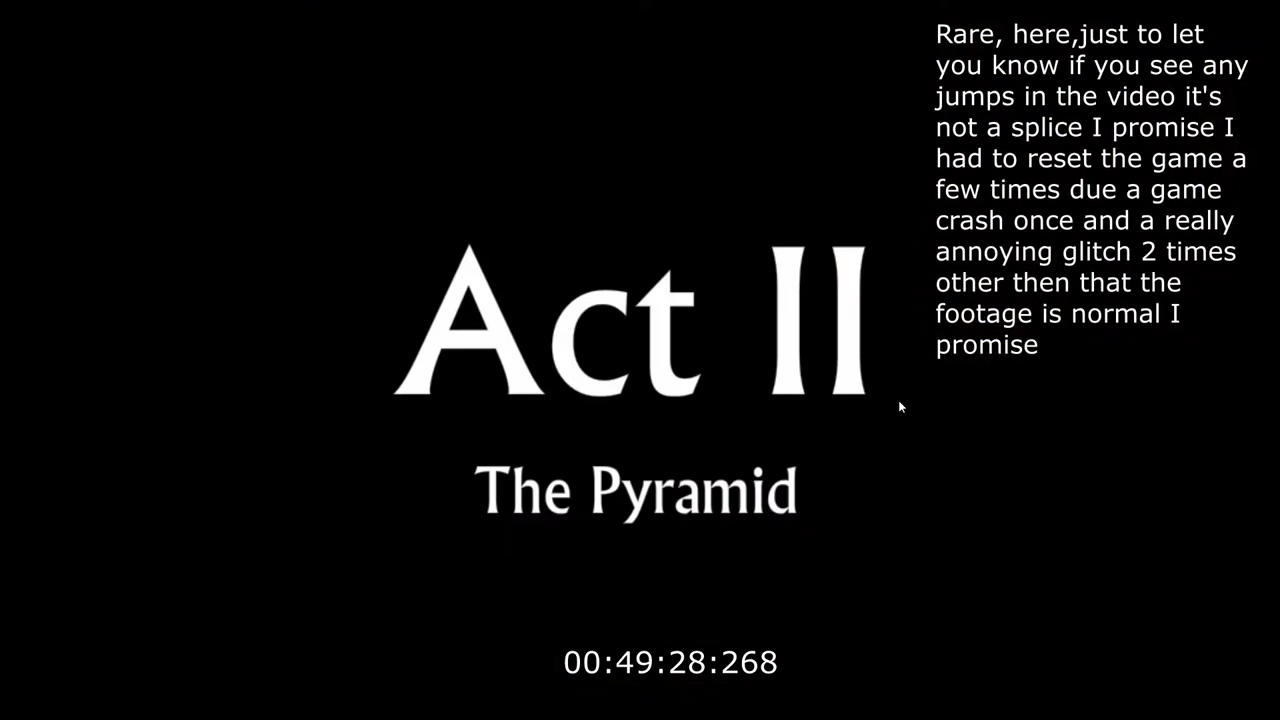 Rare, here,just to let
you know if you see any
jumps in the video it's
not a splice I promise I
had to reset the game a
few times due a game
crash once and a really
annoying glitch 2 times
other then that the
footage is normal I
promise
Act II
The Pyramid
00:49:28:268